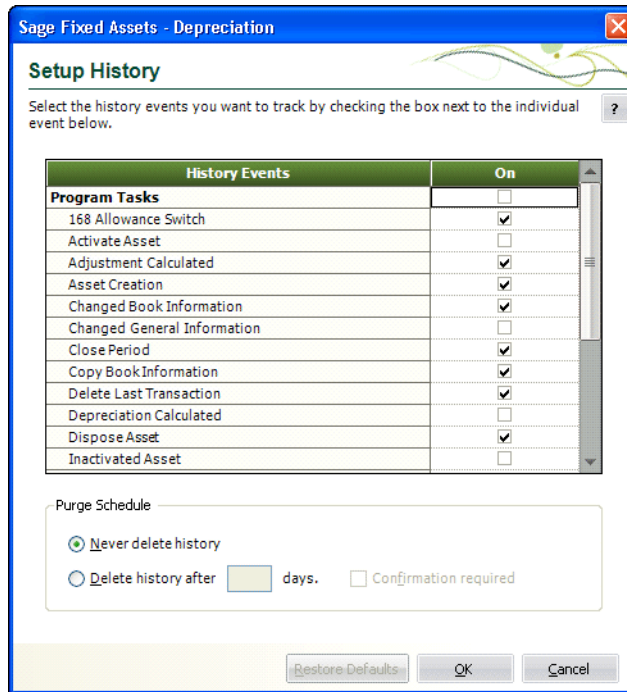 Sage Fixed Assets - Depreciation
Setup History
Select the history events you want to track by checking the box next to the individual
event below.
?
History Events On
Program Tasks
168 Allowance Switch
Activate Asset
Adjustment Calculated
Asset Creation
Changed Book Information
Changed General Information
Close Period
Copy Book Information
Delete Last Transaction
Depreciation Calculated
Dispose Asset
Inactivated Asset
Purge Schedule
Never delete history
Delete history after days. Confirmation required
Restore Defaults OK Cancel